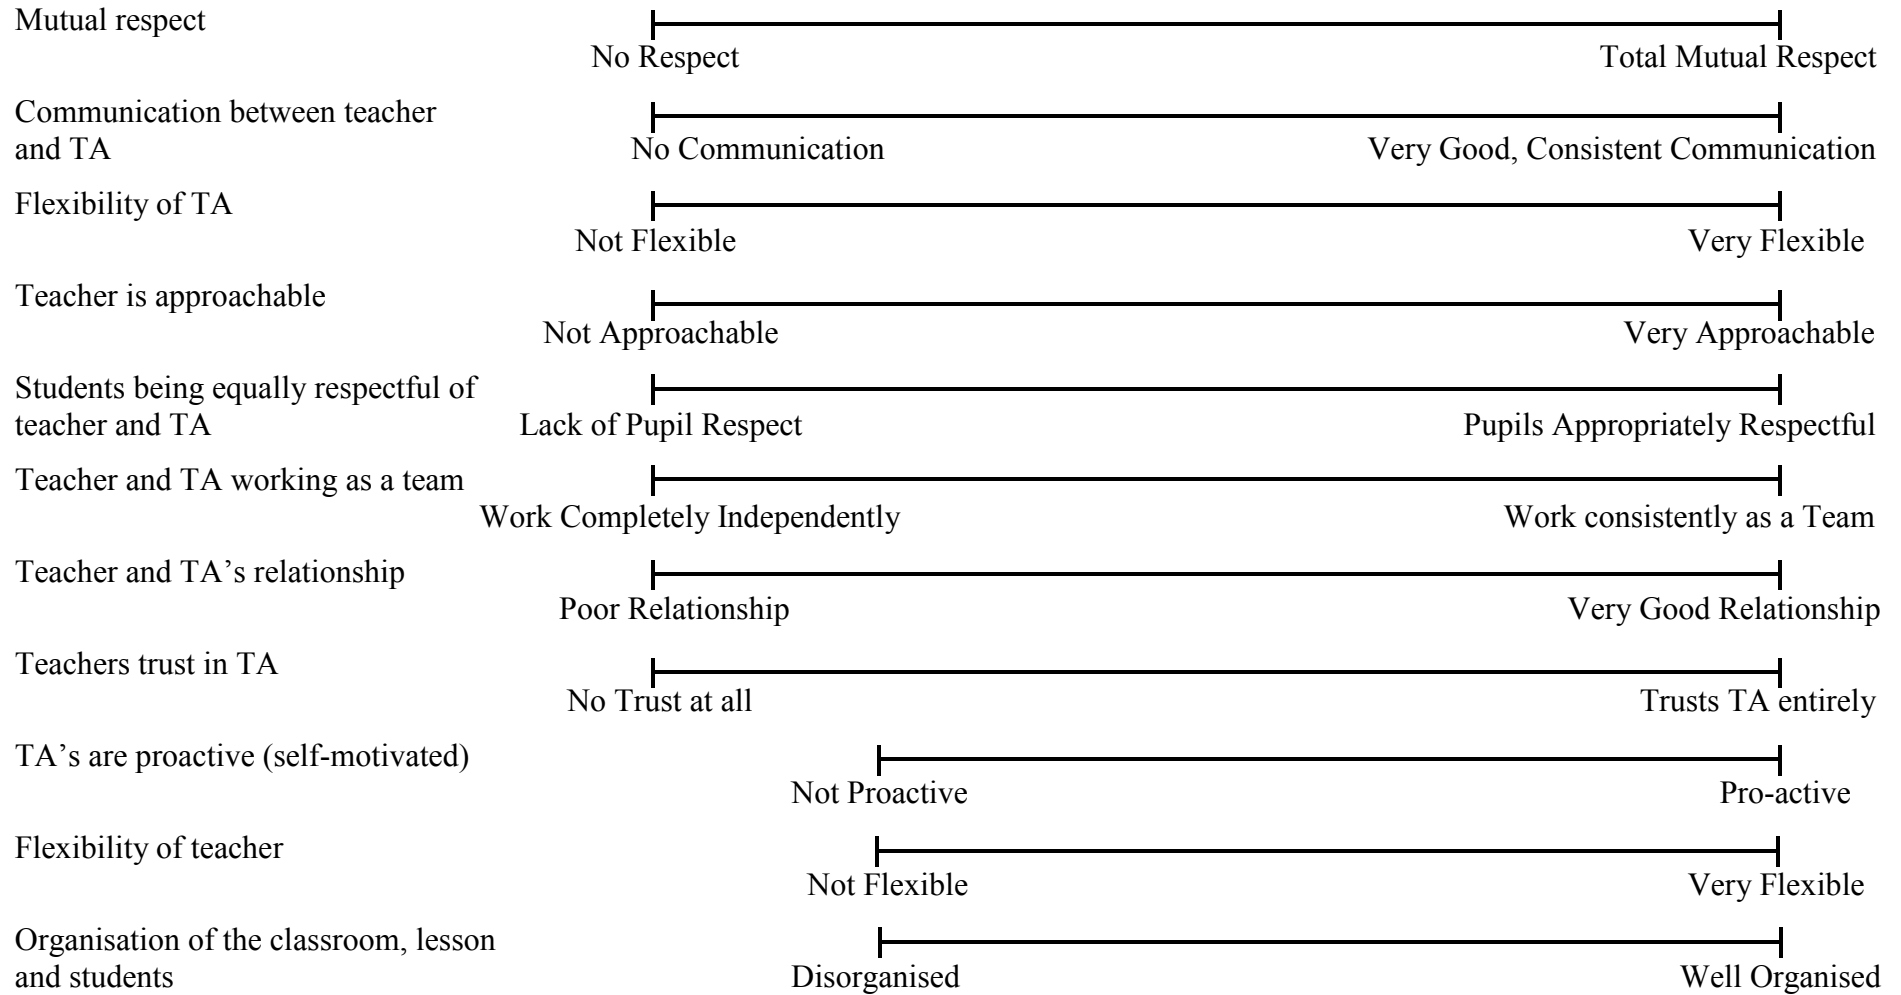 Mutual respect
No Respect Total Mutual Respect
Communication between teacher
and TA No Communication Very Good, Consistent Communication
Flexibility of TA
Not Flexible Very Flexible
Teacher is approachable
Not Approachable Very Approachable
Students being equally respectful of
teacher and TA Lack of Pupil Respect Pupils Appropriately Respectful
Teacher and TA working as a team
Work Completely Independently Work consistently as a Team
Teacher and TA’s relationship
Poor Relationship Very Good Relationship
Teachers trust in TA
No Trust at all Trusts TA entirely
TA’s are proactive (self-motivated)
Not Proactive Pro-active
Flexibility of teacher
Not Flexible Very Flexible
Organisation of the classroom, lesson
and students Disorganised Well Organised